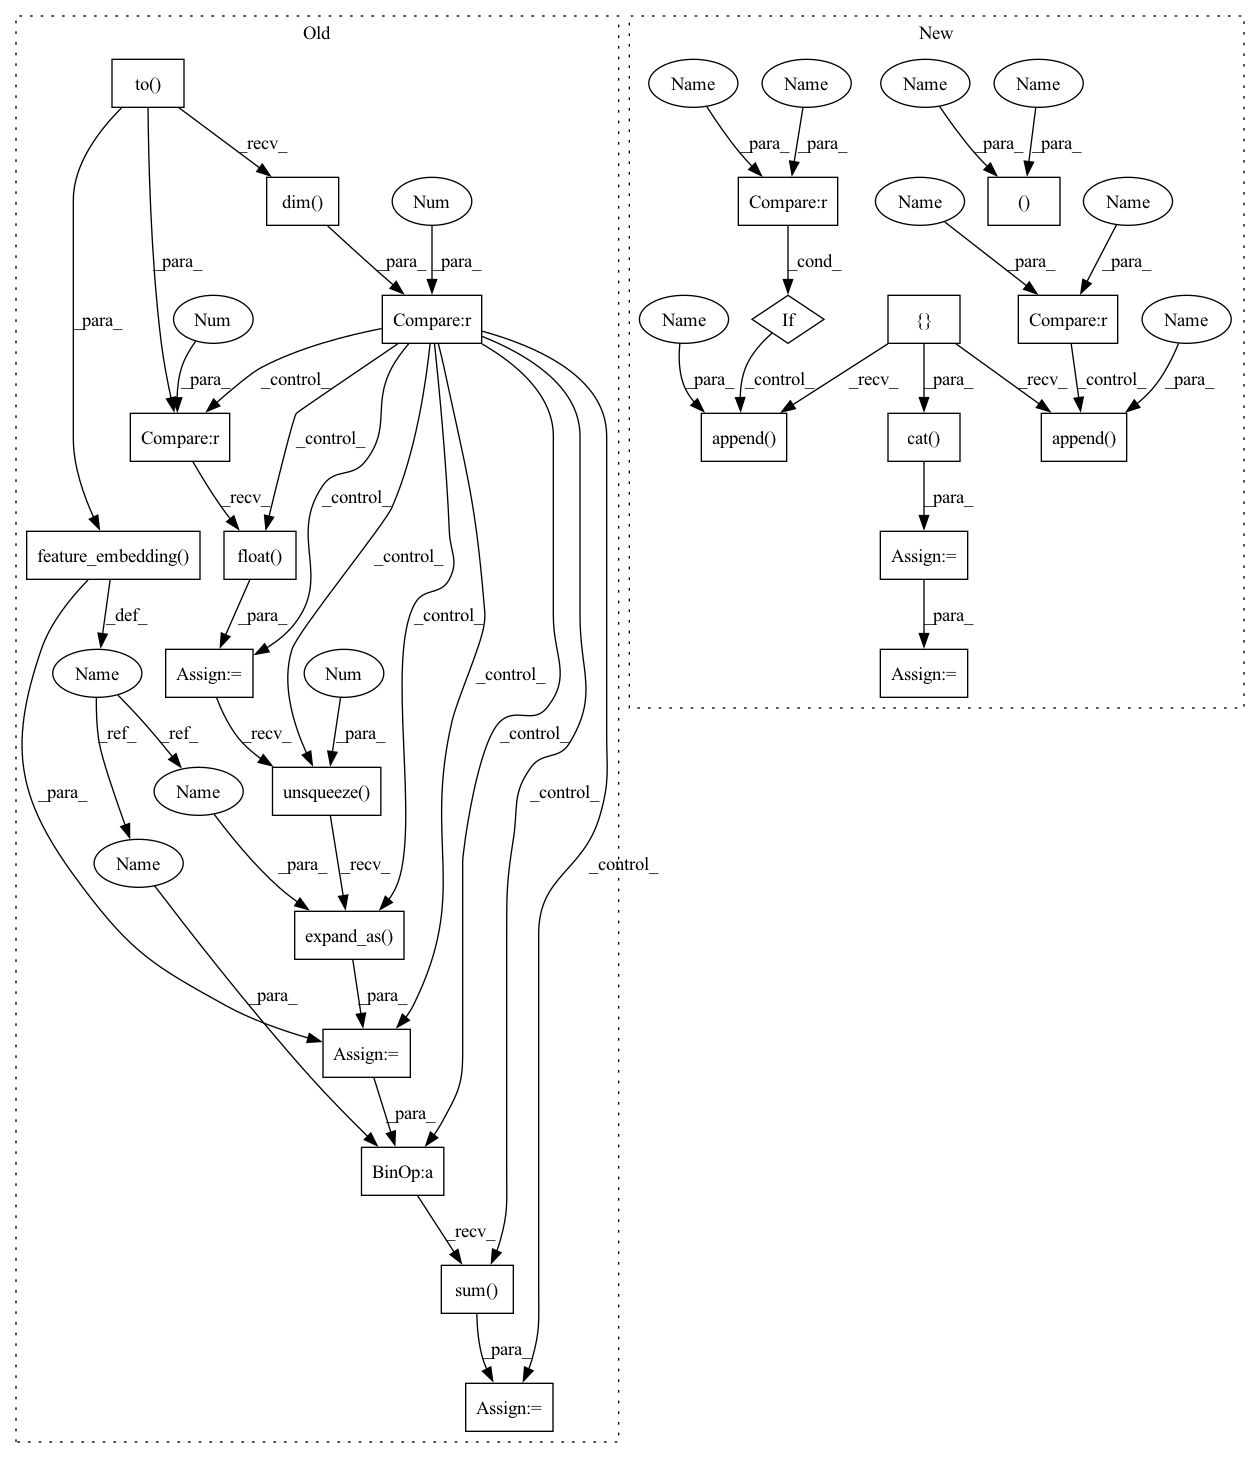 Old
New
to()
Name
Name
Name
Name
_recv_
_para_
_para_
_para_
_para_
dim()
Num
Compare:r
Name
()
Name
_para_
_para_
_para_
_cond_
_para_
_para_
Num
_para_
Compare:r
Name
If
{}
Compare:r
Name
_para_
_control_
_para_
_control_
_recv_
_para_
_recv_
_control_
_para_
Compare:r
_control_
append()
cat()
append()
_recv_
_control_
_para_
feature_embedding()
float()
_control_
Assign:=
_def_
_para_
_control_
_para_
Name
Assign:=
Num
_control_
Assign:=
_ref_
_ref_
_recv_
_para_
_control_
Name
unsqueeze()
_para_
_control_
Name
_para_
_recv_
_control_
expand_as()
_para_
_para_
Assign:=
_para_
BinOp:a
_recv_
sum()
_para_
Assign:=